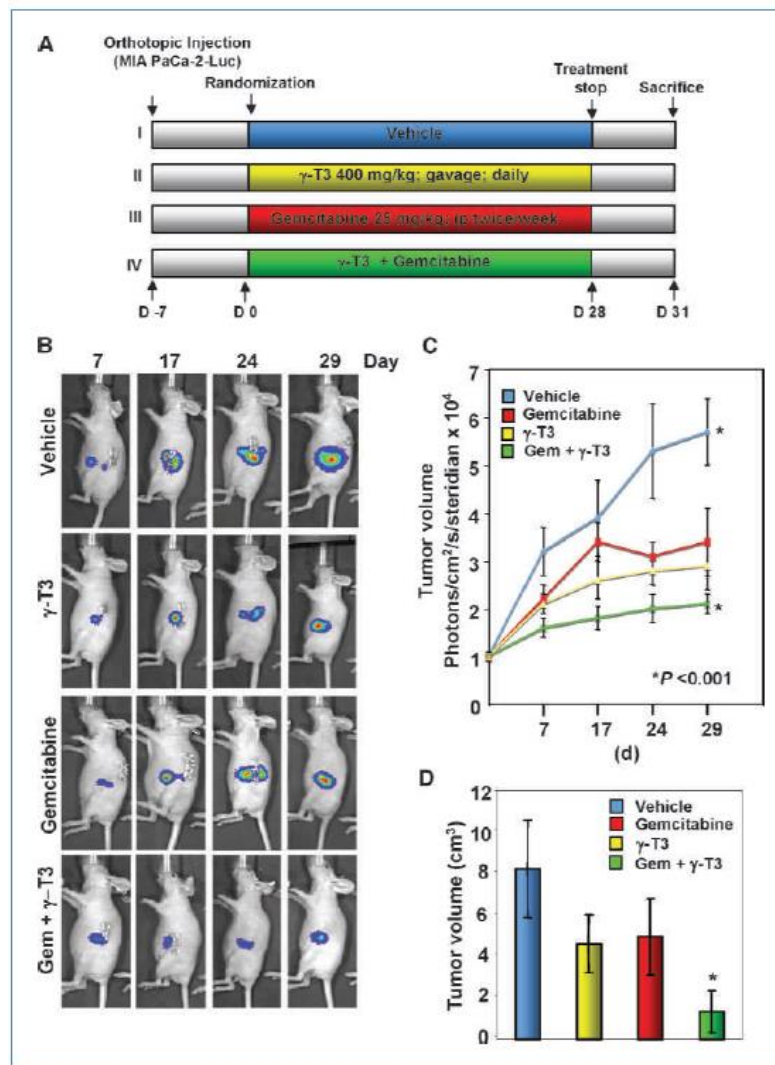 A
Orthotopic Injection
(MIA PaCa-2-Luc)
Randomization
Treatment
stop
Sacrifice
I
Vehicle
II
γ-T3 400 mg/kg; gavage; daily
III
Gemcitabine 25 mg/kg; ip twice/week
IV
γ-T3 + Gemcitabine
D -7
D 0
D 28
D 31
B
7 17 24 29 Day
Vehicle
γ-T3
Gemcitabine
Gem + γ-T3
C
Tumor volume
Photons/cm²/s/steridian x 10⁴
7
6
5
4
3
2
1
0
Vehicle
Gemcitabine
γ-T3
Gem + γ-T3
*
*
*P <0.001
7 17 24 29
(d)
D
Tumor volume (cm³)
12
10
8
6
4
2
0
Vehicle
Gemcitabine
γ-T3
Gem + γ-T3
*